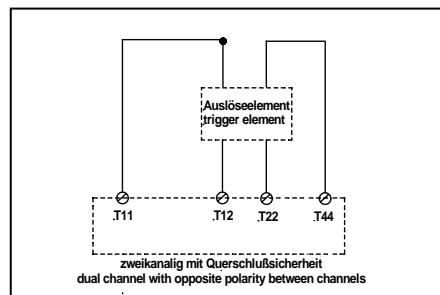 Auslöseelement
trigger element
T11 T12 T22 T44
zweikanalig mit Querschlußsicherheit
dual channel with opposite polarity between channels